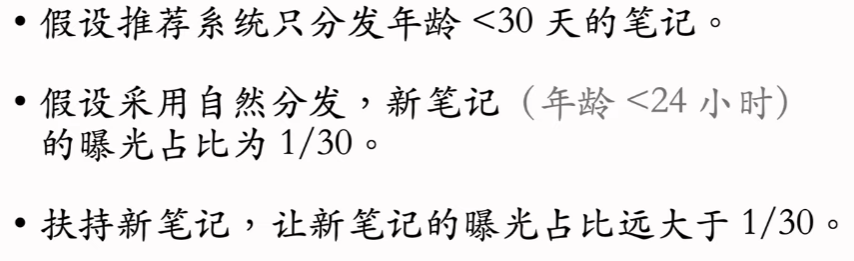 • 假设推荐系统只分发年龄 <30 天的笔记。
• 假设采用自然分发，新笔记（年龄 <24 小时）
的曝光占比为 1/30。
• 扶持新笔记，让新笔记的曝光占比远大于 1/30。